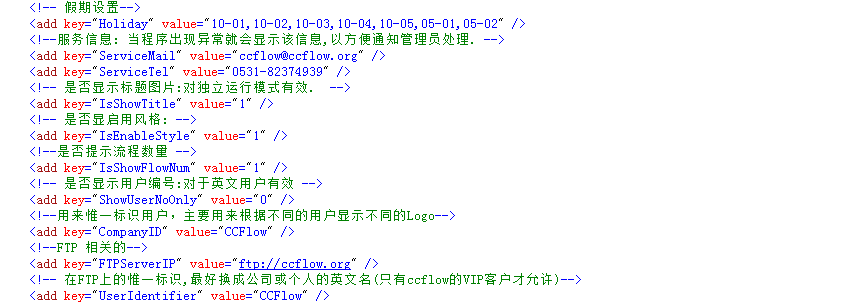 <!-- 假期设置-->
<add key="Holiday" value="10-01,10-02,10-03,10-04,10-05,05-01,05-02" />
<!--服务信息: 当程序出现异常就会显示该信息,以方便通知管理员处理. -->
<add key="ServiceMail" value="ccflow@ccflow.org" />
<add key="ServiceTel" value="0531-82374939" />
<!-- 是否显示标题图片:对独立运行模式有效.  -->
<add key="IsShowTitle" value="1" />
<!-- 是否显启用风格: -->
<add key="IsEnableStyle" value="1" />
<!--是否提示流程数量 -->
<add key="IsShowFlowNum" value="1" />
<!-- 是否显示用户编号:对于英文用户有效 -->
<add key="ShowUserNoOnly" value="0" />
<!--用来惟一标识用户，主要用来根据不同的用户显示不同的Logo-->
<add key="CompanyID" value="CCFlow" />
<!--FTP 相关的-->
<add key="FTPServerIP" value="ftp://ccflow.org" />
<!-- 在FTP上的惟一标识,最好换成公司或个人的英文名(只有ccflow的VIP客户才允许)-->
<add key="UserIdentifier" value="CCFlow" />